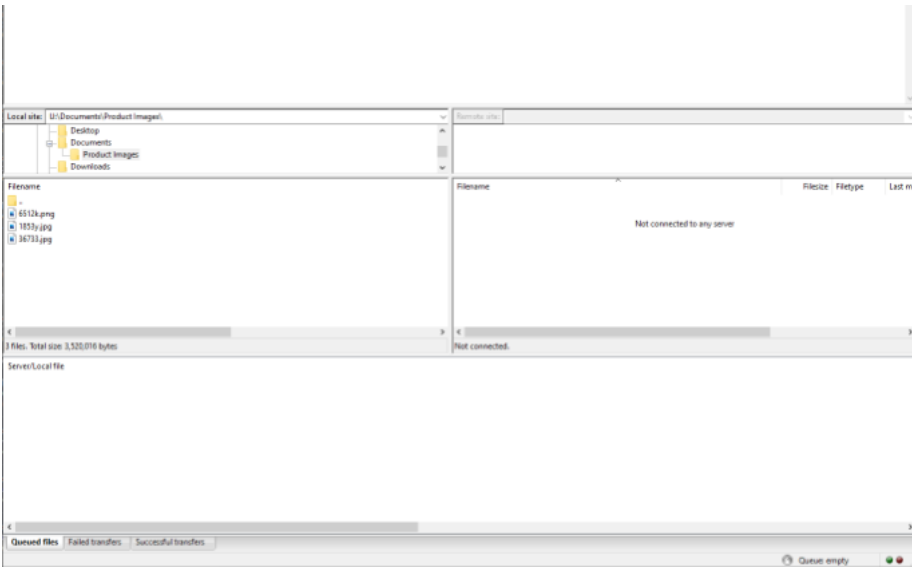 Local site: U:\Documents\Product Images\
Remote site:
Desktop
Documents
Product Images
Downloads
Filename
..
6512k.png
1853y.jpg
36733.jpg
3 files. Total size: 3,520,016 bytes
Filename Filesize Filetype Last m
Not connected to any server
Not connected.
Server/Local file
Queued files Failed transfers Successful transfers
Queue: empty